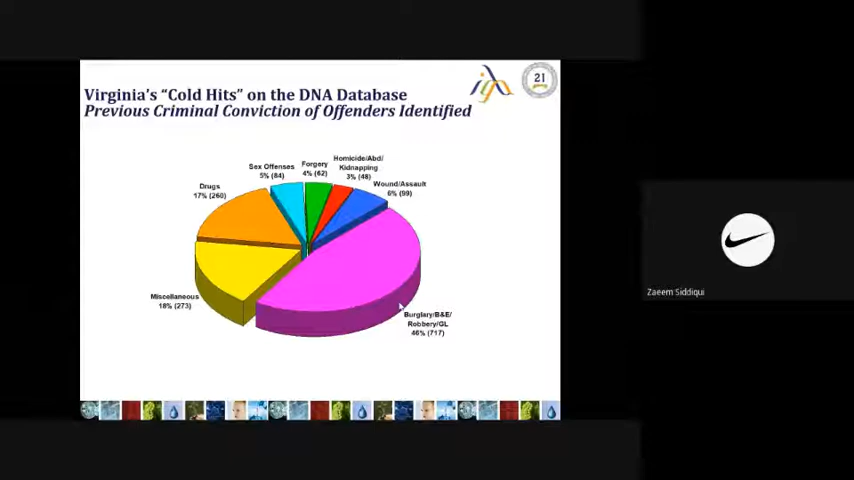 Virginia's "Cold Hits" on the DNA Database
Previous Criminal Conviction of Offenders Identified
21
Sex Offenses
5% (84)
Forgery
4% (62)
Homicide/Abd/
Kidnapping
3% (48)
Wound/Assault
6% (99)
Drugs
17% (260)
Miscellaneous
18% (273)
Burglary/B&E/
Robbery/GL
46% (717)
Zaeem Siddiqui